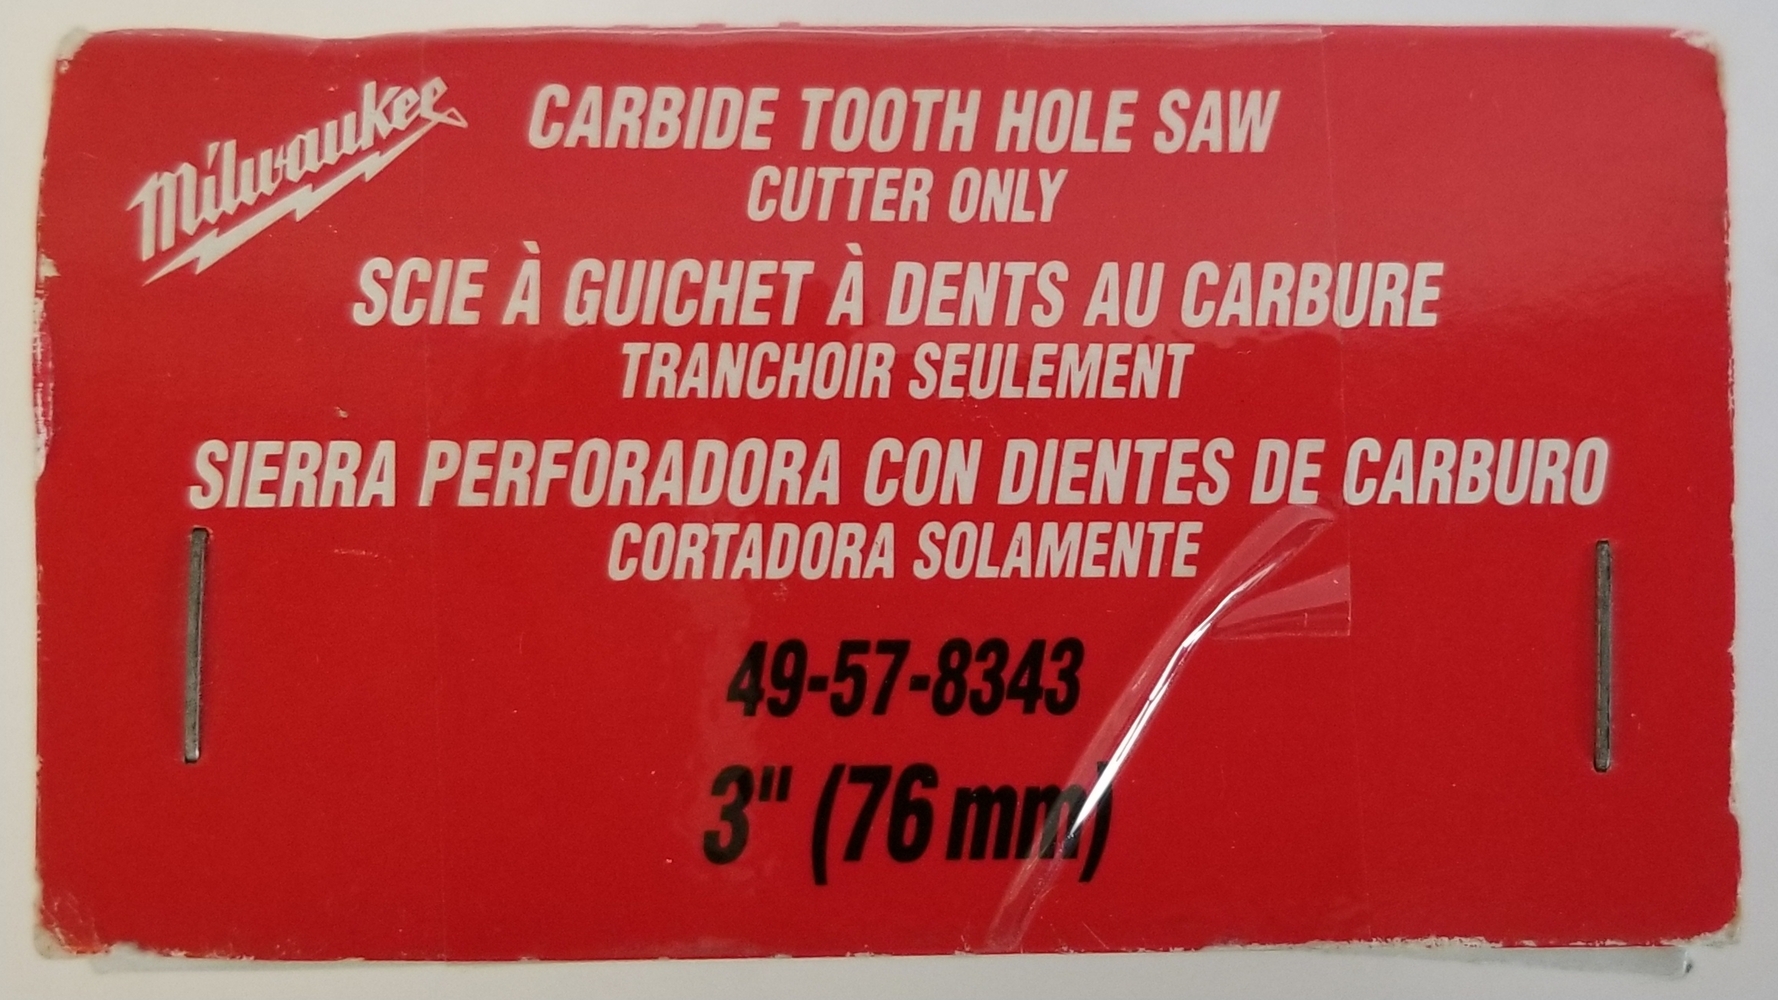 Milwaukee
CARBIDE TOOTH HOLE SAW
CUTTER ONLY
SCIE À GUICHET À DENTS AU CARBURE
TRANCHOIR SEULEMENT
SIERRA PERFORADORA CON DIENTES DE CARBURO
CORTADORA SOLAMENTE
49-57-8343
3" (76 mm)